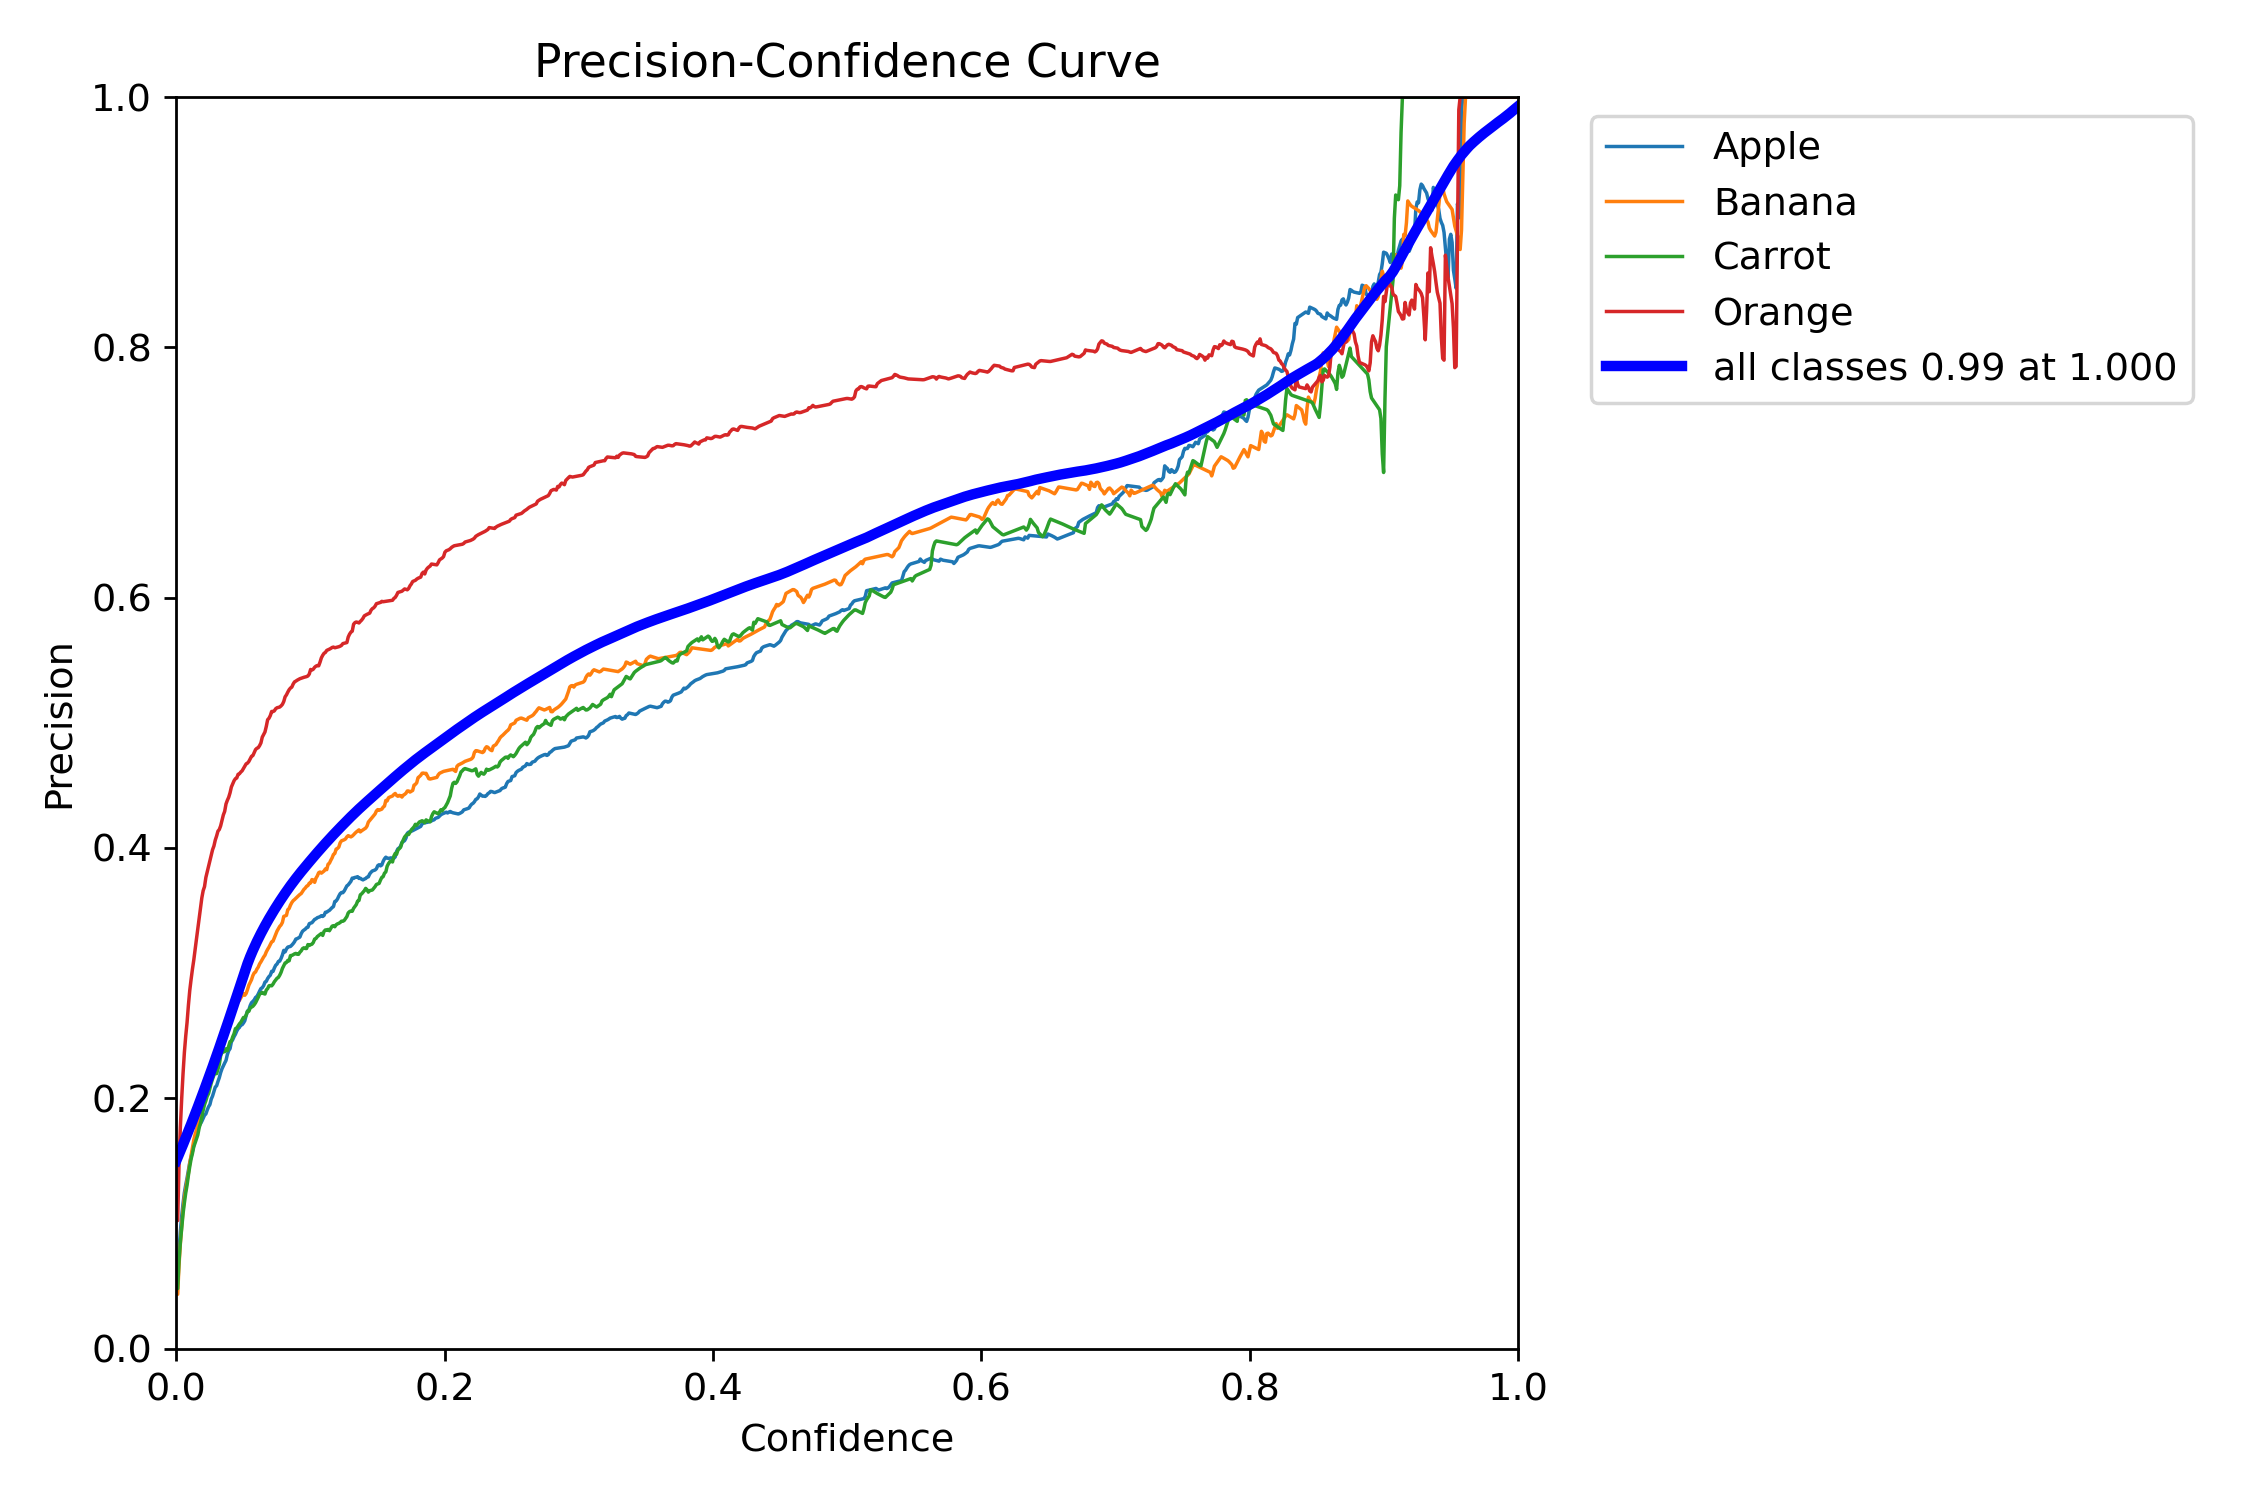 Precision-Confidence Curve
1.0
0.8
0.6
0.4
0.2
0.0
Precision
0.0 0.2 0.4 0.6 0.8 1.0
Confidence
Apple
Banana
Carrot
Orange
all classes 0.99 at 1.000